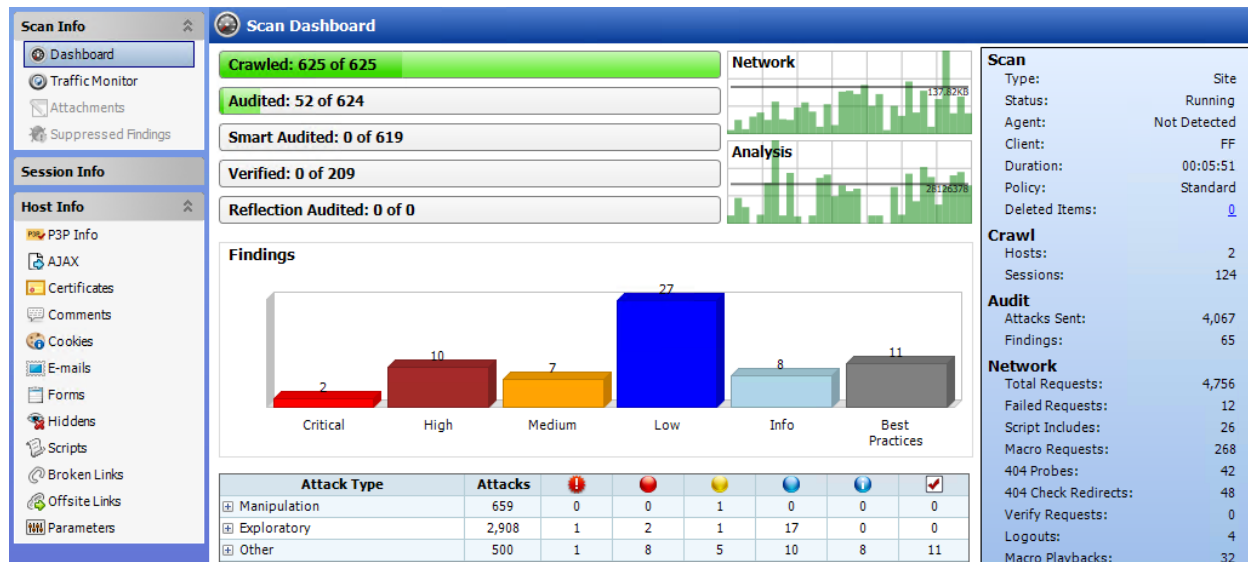 Scan Info
Dashboard
Traffic Monitor
Attachments
Suppressed Findings
Session Info
Host Info
P3P P3P Info
AJAX
Certificates
Comments
Cookies
E-mails
Forms
Hiddens
Scripts
Broken Links
Offsite Links
Parameters
Scan Dashboard
Crawled: 625 of 625
Audited: 52 of 624
Smart Audited: 0 of 619
Verified: 0 of 209
Reflection Audited: 0 of 0
Network
137.82KB
Analysis
28126378
Findings
2
10
7
27
8
11
Critical High Medium Low Info Best Practices
Attack Type Attacks
Manipulation 659 0 0 1 0 0 0
Exploratory 2,908 1 2 1 17 0 0
Other 500 1 8 5 10 8 11
Scan
Type: Site
Status: Running
Agent: Not Detected
Client: FF
Duration: 00:05:51
Policy: Standard
Deleted Items: 0
Crawl
Hosts: 2
Sessions: 124
Audit
Attacks Sent: 4,067
Findings: 65
Network
Total Requests: 4,756
Failed Requests: 12
Script Includes: 26
Macro Requests: 268
404 Probes: 42
404 Check Redirects: 48
Verify Requests: 0
Logouts: 4
Macro Playbacks: 32